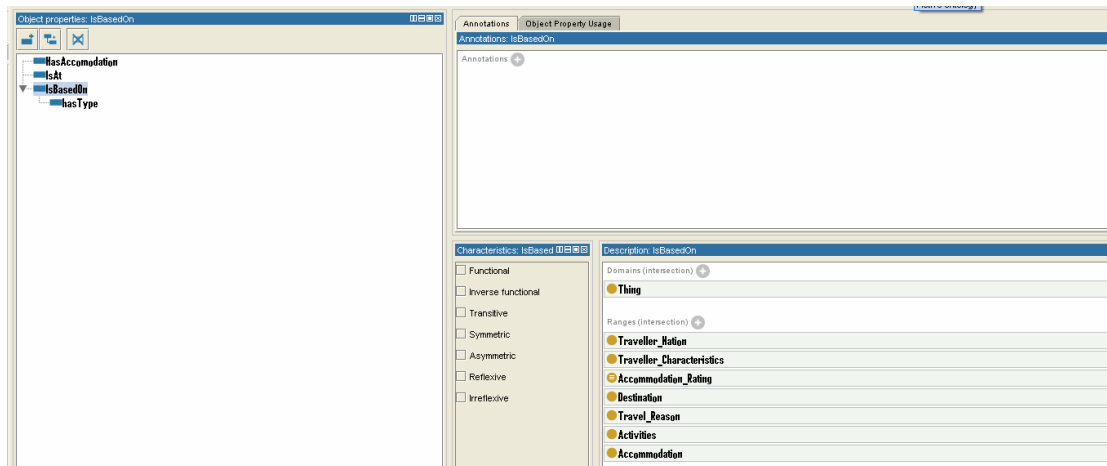 Object properties: IsBasedOn
HasAccomodation
IsAt
IsBasedOn
hasType
Annotations Object Property Usage
Annotations: IsBasedOn
Annotations
Characteristics: IsBased
Functional
Inverse functional
Transitive
Symmetric
Asymmetric
Reflexive
Irreflexive
Description: IsBasedOn
Domains (intersection)
Thing
Ranges (intersection)
Traveller_Nation
Traveller_Characteristics
Accommodation_Rating
Destination
Travel_Reason
Activities
Accommodation